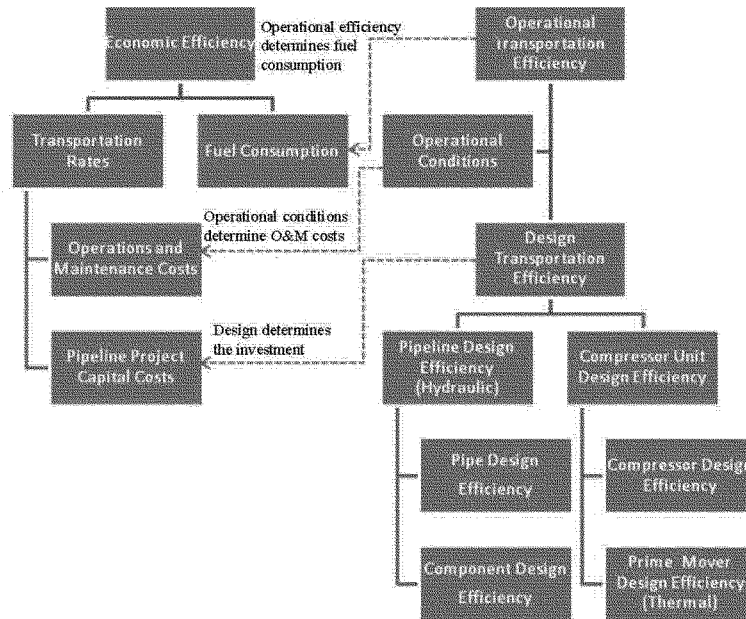 Economic Efficiency
Operational efficiency
determines fuel
consumption
Operational
Transportation
Efficiency
Transportation
Rates
Fuel Consumption
Operational
Conditions
Operations and
Maintenance Costs
Operational conditions
determine O&M costs
Design
Transportation
Efficiency
Pipeline Project
Capital Costs
Design determines
the investment
Pipeline Design
Efficiency
(Hydraulic)
Compressor Unit
Design Efficiency
Pipe Design
Efficiency
Compressor Design
Efficiency
Component Design
Efficiency
Prime Mover
Design Efficiency
(Thermal)